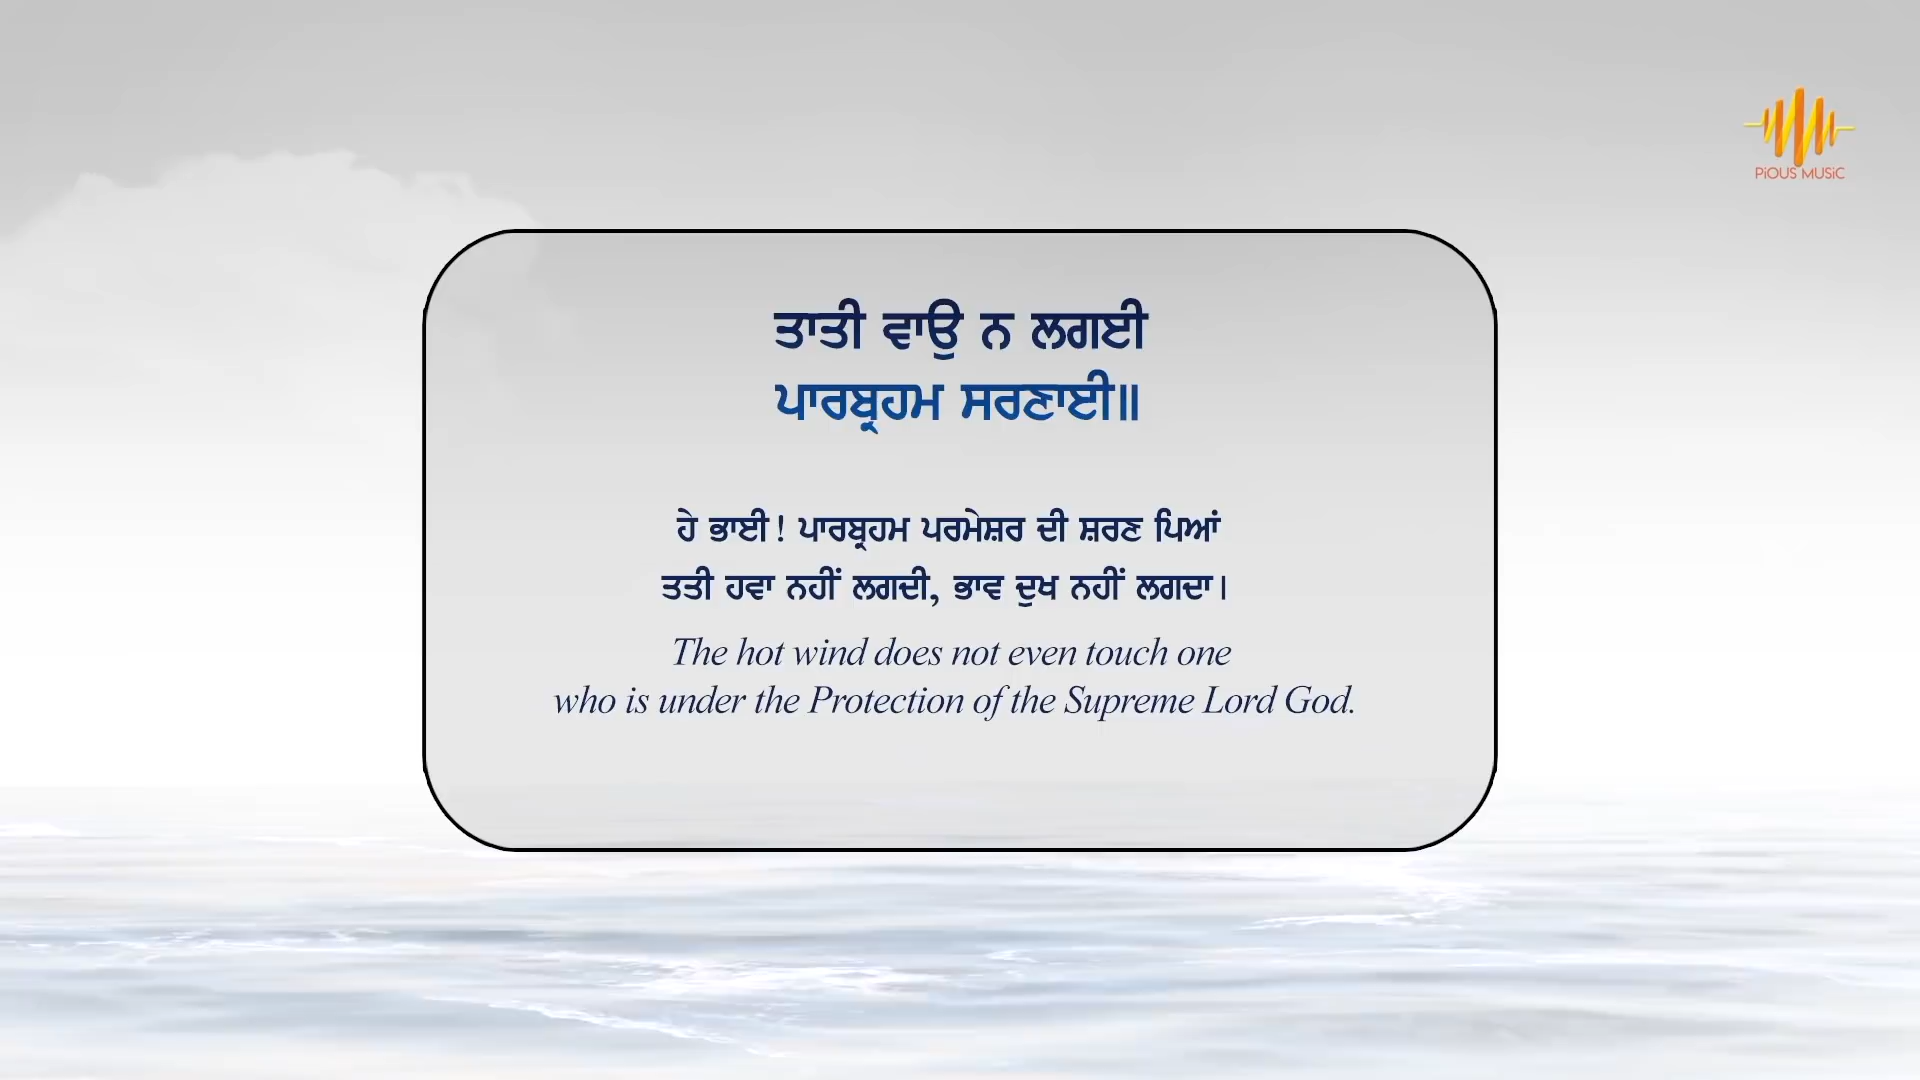 PiOUS MUSiC
ਤਾਤੀ ਵਾਉ ਨ ਲਗਈ
ਪਾਰਬ੍ਰਹਮ ਸਰਣਾਈ॥
ਹੇ ਭਾਈ! ਪਾਰਬ੍ਰਹਮ ਪਰਮੇਸ਼ਰ ਦੀ ਸ਼ਰਣ ਪਿਆਂ
ਤਤੀ ਹਵਾ ਨਹੀਂ ਲਗਦੀ, ਭਾਵ ਦੁਖ ਨਹੀਂ ਲਗਦਾ।
The hot wind does not even touch one
who is under the Protection of the Supreme Lord God.